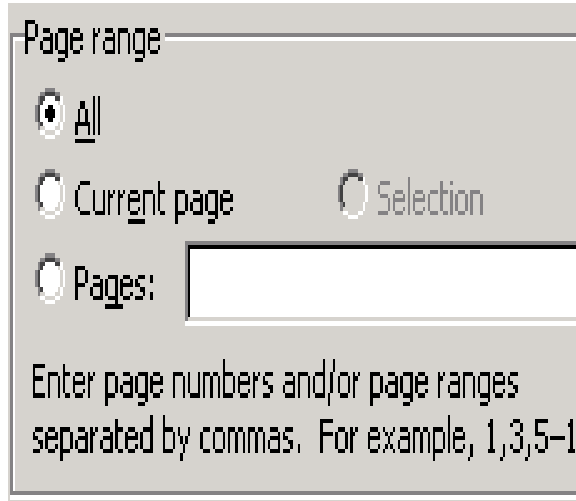 Page range
All
Current page Selection
Pages:
Enter page numbers and/or page ranges
separated by commas. For example, 1,3,5–1